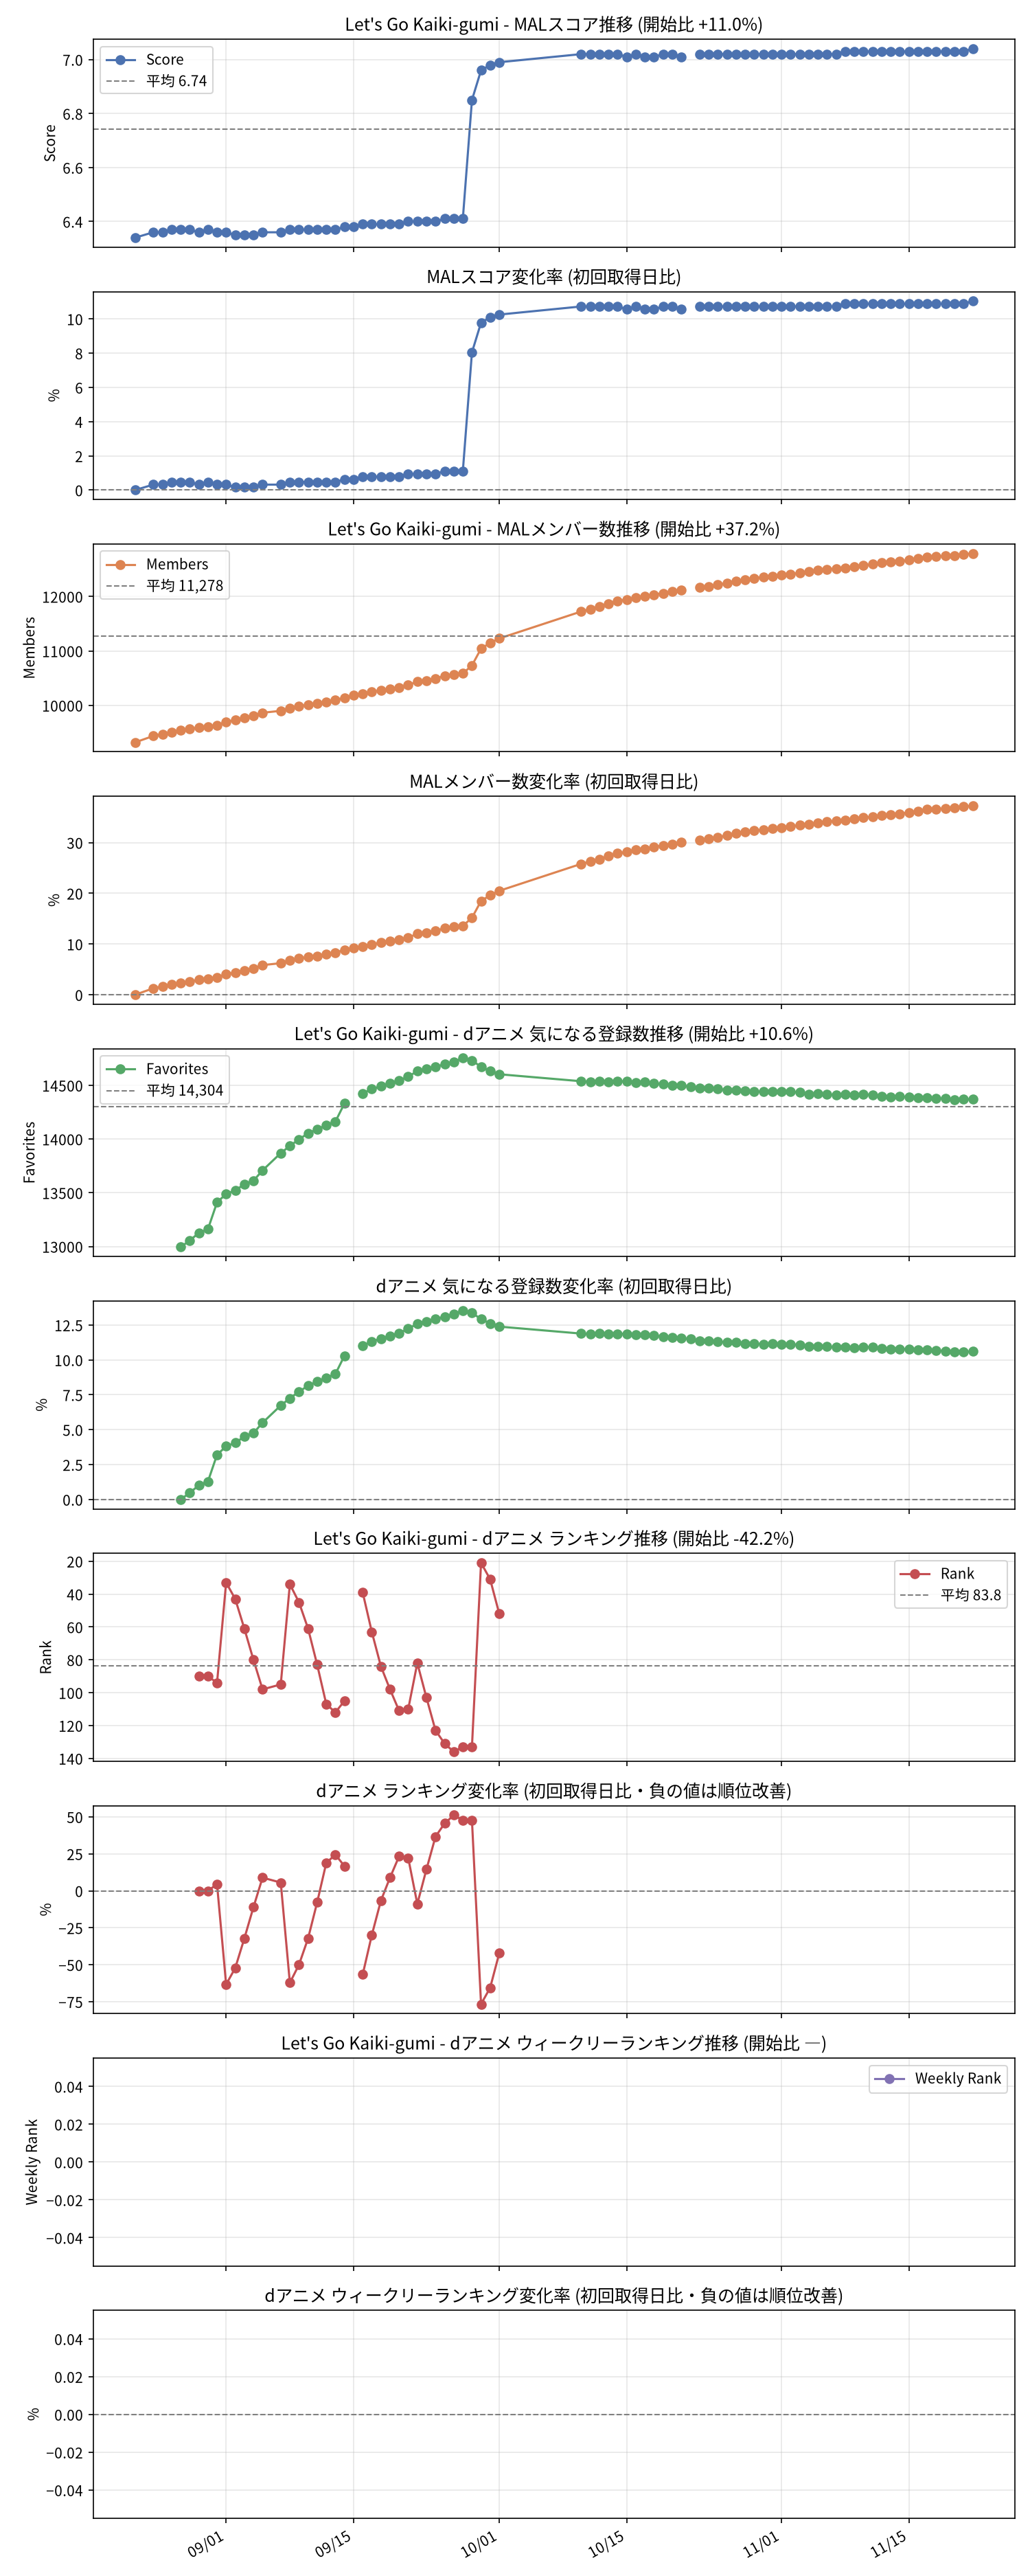 Let's Go Kaiki-gumi - MALスコア推移 (開始比 +11.0%)
Score
平均 6.74
Score
7.0
6.8
6.6
6.4
MALスコア変化率 (初回取得日比)
%
10
8
6
4
2
0
Let's Go Kaiki-gumi - MALメンバー数推移 (開始比 +37.2%)
Members
平均 11,278
Members
12000
11000
10000
MALメンバー数変化率 (初回取得日比)
%
30
20
10
0
Let's Go Kaiki-gumi - dアニメ 気になる登録数推移 (開始比 +10.6%)
Favorites
平均 14,304
Favorites
14500
14000
13500
13000
dアニメ 気になる登録数変化率 (初回取得日比)
%
12.5
10.0
7.5
5.0
2.5
0.0
Let's Go Kaiki-gumi - dアニメ ランキング推移 (開始比 -42.2%)
Rank
平均 83.8
Rank
20
40
60
80
100
120
140
dアニメ ランキング変化率 (初回取得日比・負の値は順位改善)
%
50
25
0
−25
−50
−75
Let's Go Kaiki-gumi - dアニメ ウィークリーランキング推移 (開始比 —)
Weekly Rank
Weekly Rank
0.04
0.02
0.00
−0.02
−0.04
dアニメ ウィークリーランキング変化率 (初回取得日比・負の値は順位改善)
%
0.04
0.02
0.00
−0.02
−0.04
09/01
09/15
10/01
10/15
11/01
11/15